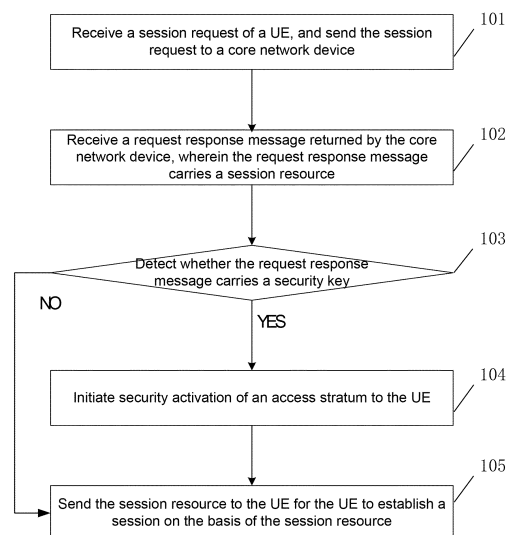 Receive a session request of a UE, and send the session
request to a core network device
101
Receive a request response message returned by the core
network device, wherein the request response message
carries a session resource
102
Detect whether the request response
message carries a security key
103
NO
YES
Initiate security activation of an access stratum to the UE
104
Send the session resource to the UE for the UE to establish a
session on the basis of the session resource
105